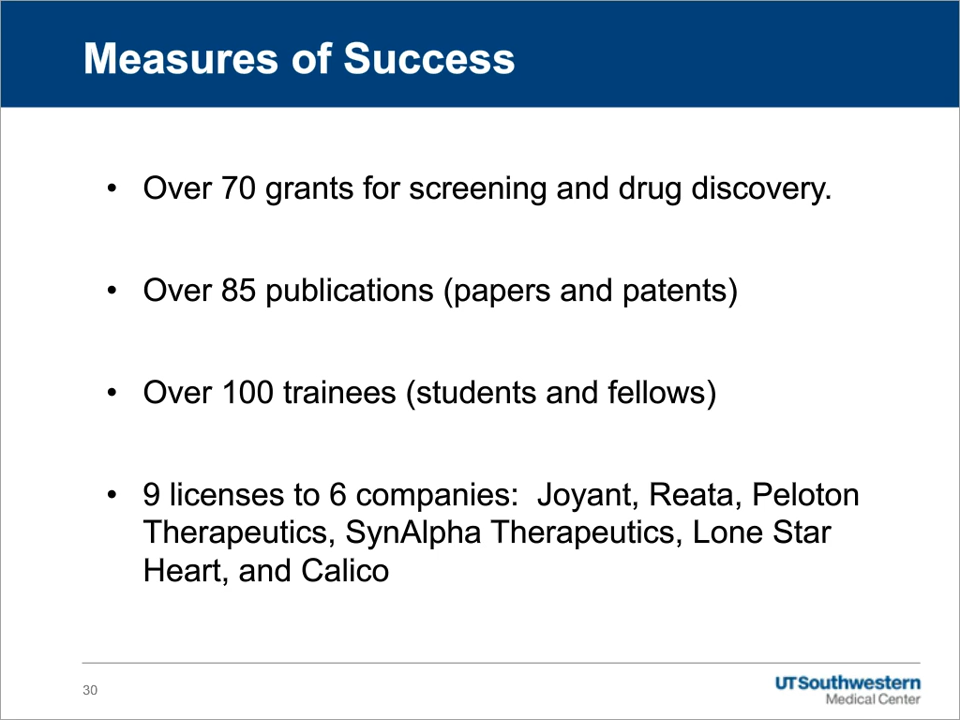 Measures of Success
• Over 70 grants for screening and drug discovery.
• Over 85 publications (papers and patents)
• Over 100 trainees (students and fellows)
• 9 licenses to 6 companies:  Joyant, Reata, Peloton
Therapeutics, SynAlpha Therapeutics, Lone Star
Heart, and Calico
30
UT Southwestern
Medical Center